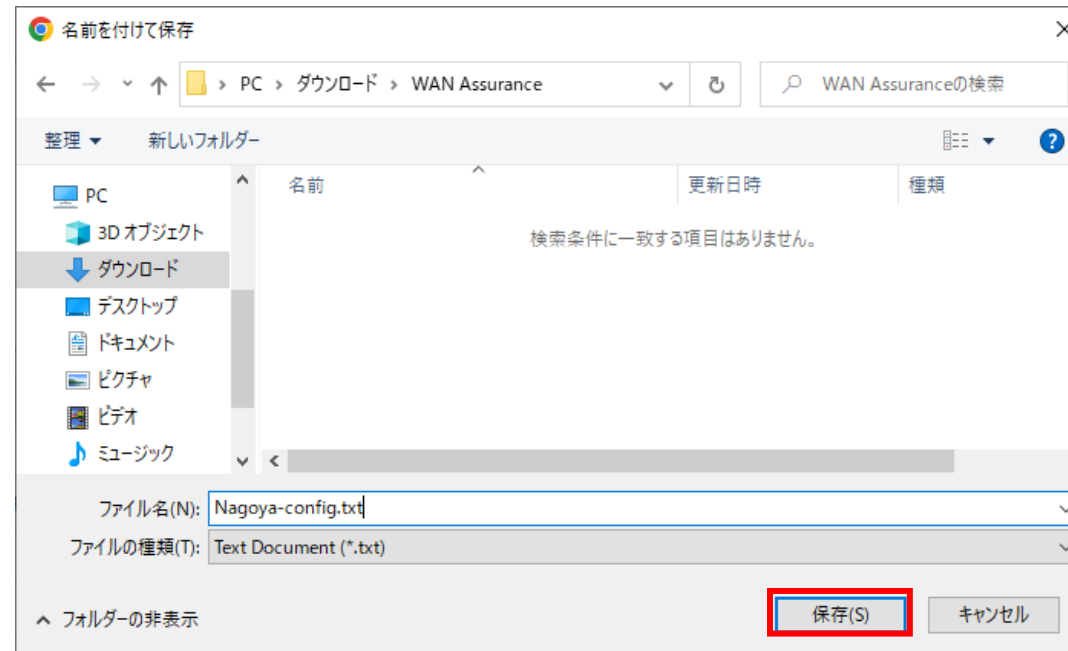 名前を付けて保存
PC › ダウンロード › WAN Assurance
WAN Assuranceの検索
整理 新しいフォルダー
名前 更新日時 種類
検索条件に一致する項目はありません。
PC
3D オブジェクト
ダウンロード
デスクトップ
ドキュメント
ピクチャ
ビデオ
ミュージック
ファイル名(N): Nagoya-config.txt
ファイルの種類(T): Text Document (*.txt)
フォルダーの非表示
保存(S) キャンセル